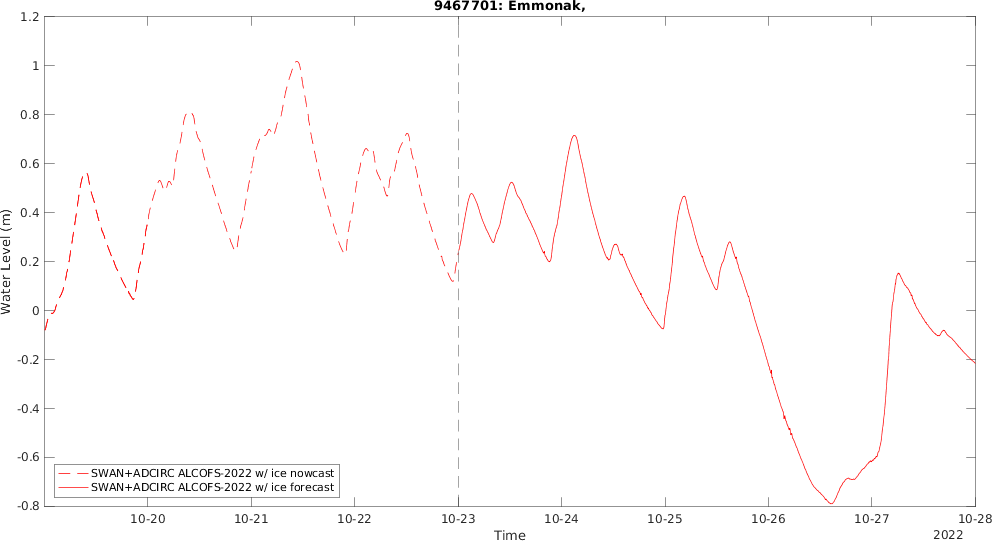 9467701: Emmonak,
1.2
1
0.8
0.6
0.4
0.2
0
-0.2
-0.4
-0.6
-0.8
Water Level (m)
SWAN+ADCIRC ALCOFS-2022 w/ ice nowcast
SWAN+ADCIRC ALCOFS-2022 w/ ice forecast
10-20 10-21 10-22 10-23 10-24 10-25 10-26 10-27 10-28
Time
2022